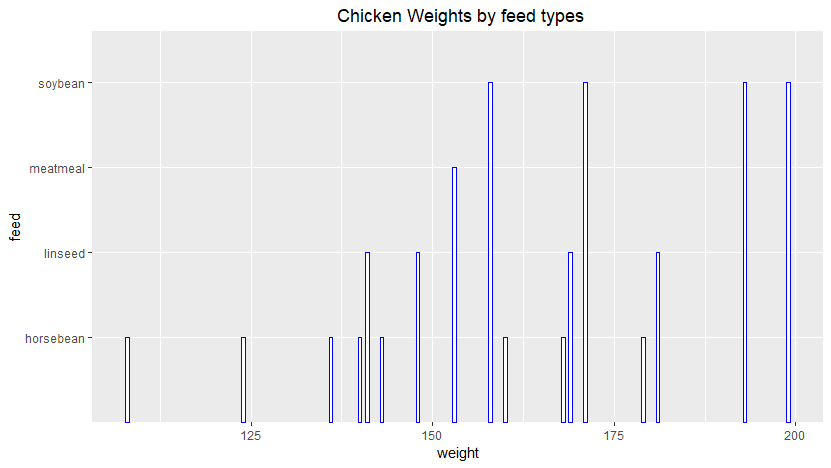 Chicken Weights by feed types
soybean
meatmeal
linseed
horsebean
feed
125
150
175
200
weight